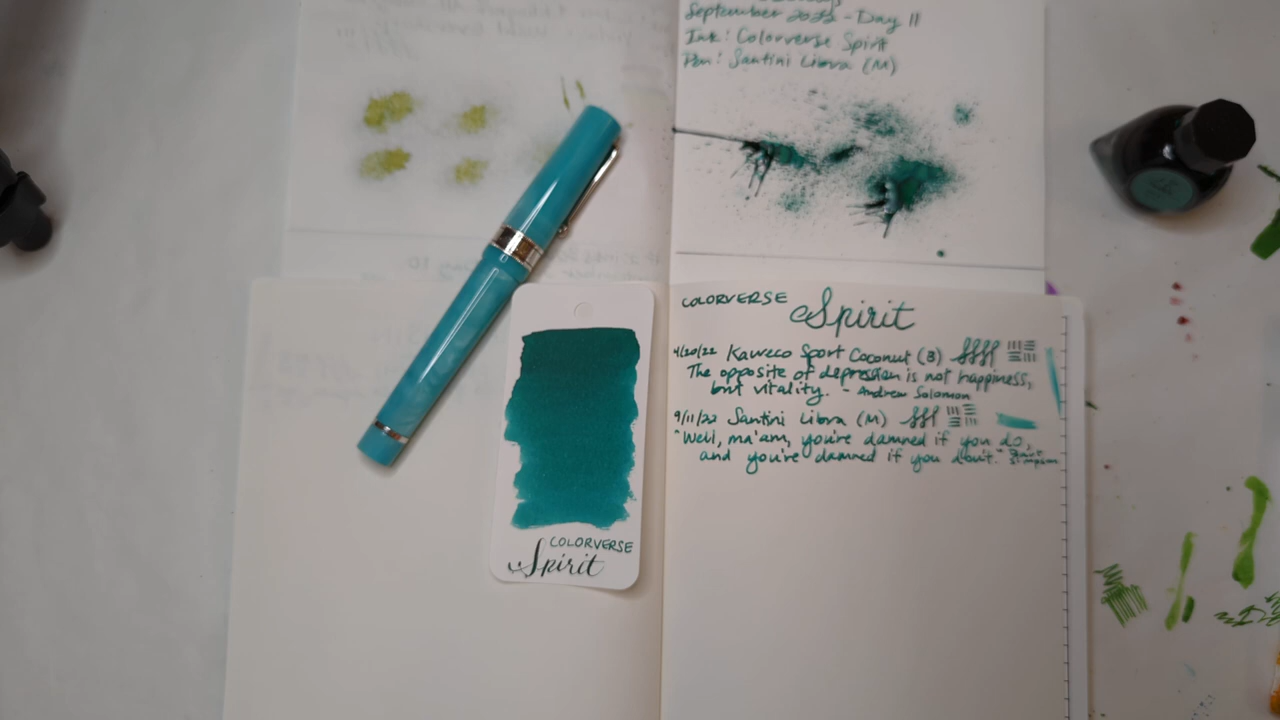 September 2022 - Day 11
Ink: Colorverse Spirit
Pen: Santini Libra (M)
COLORVERSE Spirit
4/20/22 Kaweco Sport Coconut (B)
The opposite of depression is not happiness,
but vitality. - Andrew Solomon
9/11/22 Santini Libra (M)
"Well, ma'am, you're damned if you do,
and you're damned if you don't." Bart
Simpson
COLORVERSE
Spirit